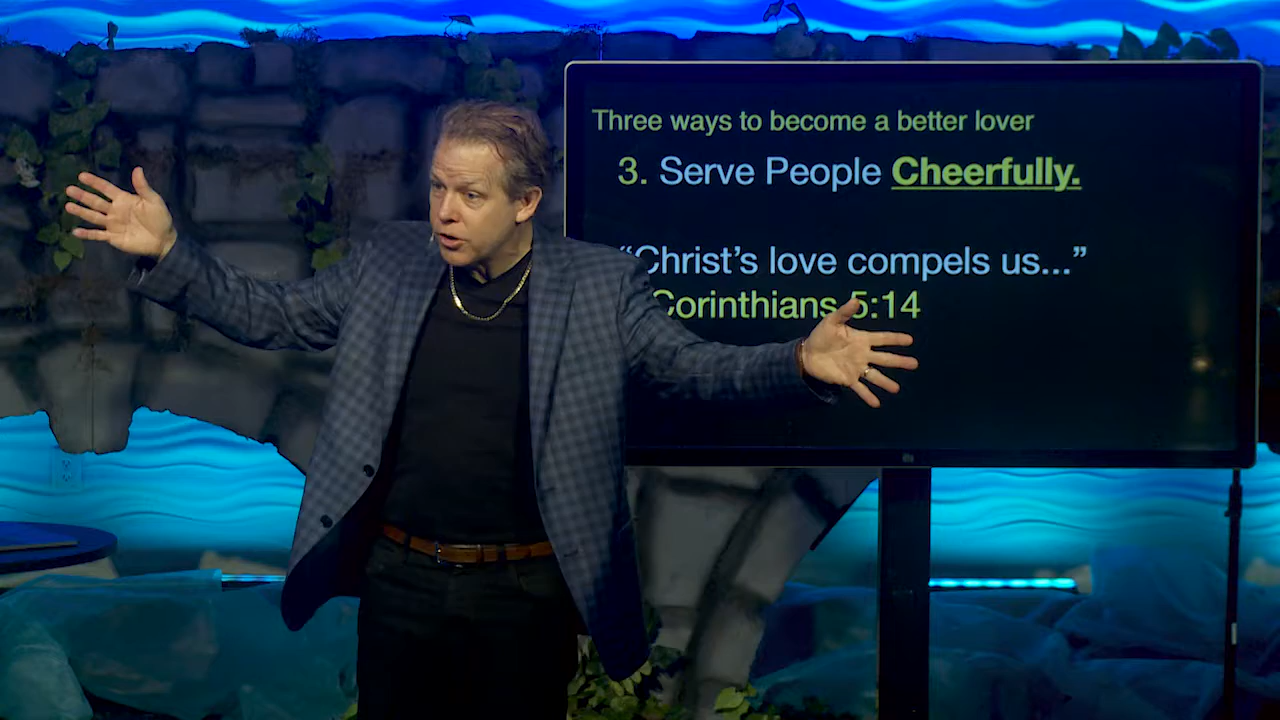 Three ways to become a better lover
3. Serve People Cheerfully.
“Christ’s love compels us...”
Corinthians 5:14